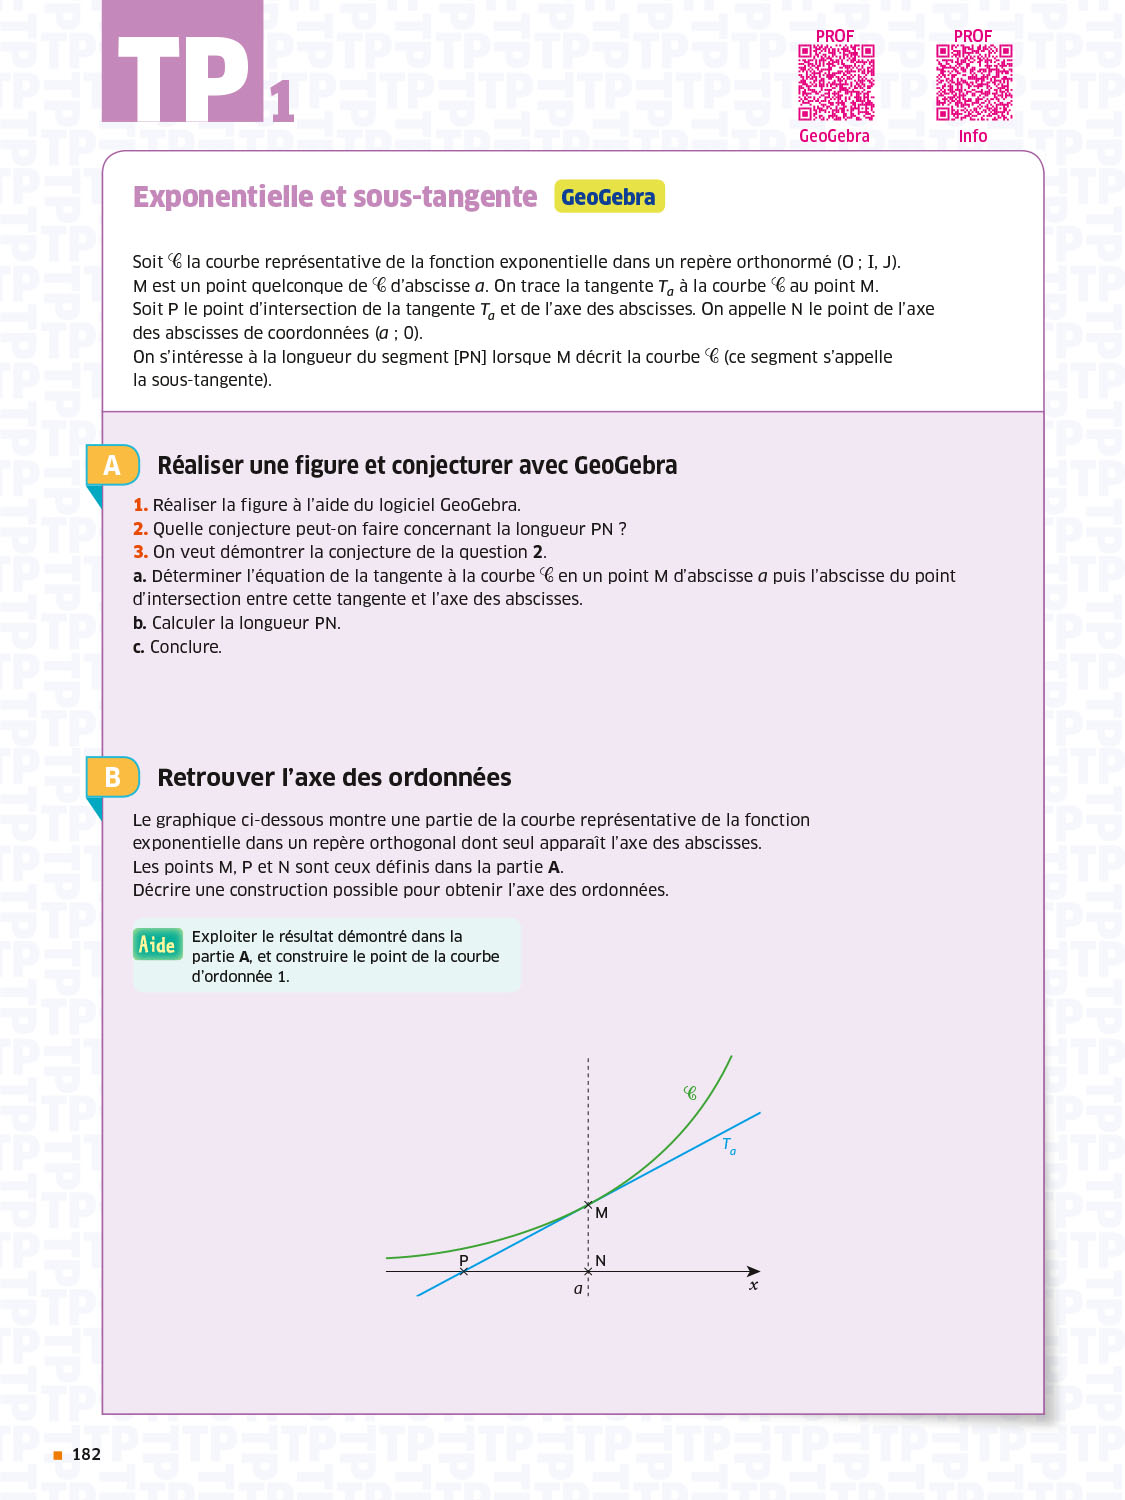 TP 1
PROF
PROF
GeoGebra
Info
Exponentielle et sous-tangente GeoGebra
Soit 𝒞 la courbe représentative de la fonction exponentielle dans un repère orthonormé (O ; I, J).
M est un point quelconque de 𝒞 d'abscisse a. On trace la tangente Ta à la courbe 𝒞 au point M.
Soit P le point d'intersection de la tangente Ta et de l'axe des abscisses. On appelle N le point de l'axe
des abscisses de coordonnées (a ; 0).
On s'intéresse à la longueur du segment [PN] lorsque M décrit la courbe 𝒞 (ce segment s'appelle
la sous-tangente).
A Réaliser une figure et conjecturer avec GeoGebra
1. Réaliser la figure à l'aide du logiciel GeoGebra.
2. Quelle conjecture peut-on faire concernant la longueur PN ?
3. On veut démontrer la conjecture de la question 2.
a. Déterminer l'équation de la tangente à la courbe 𝒞 en un point M d'abscisse a puis l'abscisse du point
d'intersection entre cette tangente et l'axe des abscisses.
b. Calculer la longueur PN.
c. Conclure.
B Retrouver l'axe des ordonnées
Le graphique ci-dessous montre une partie de la courbe représentative de la fonction
exponentielle dans un repère orthogonal dont seul apparaît l'axe des abscisses.
Les points M, P et N sont ceux définis dans la partie A.
Décrire une construction possible pour obtenir l'axe des ordonnées.
Aide
Exploiter le résultat démontré dans la
partie A, et construire le point de la courbe
d'ordonnée 1.
𝒞
Ta
M
P
N
a
x
182